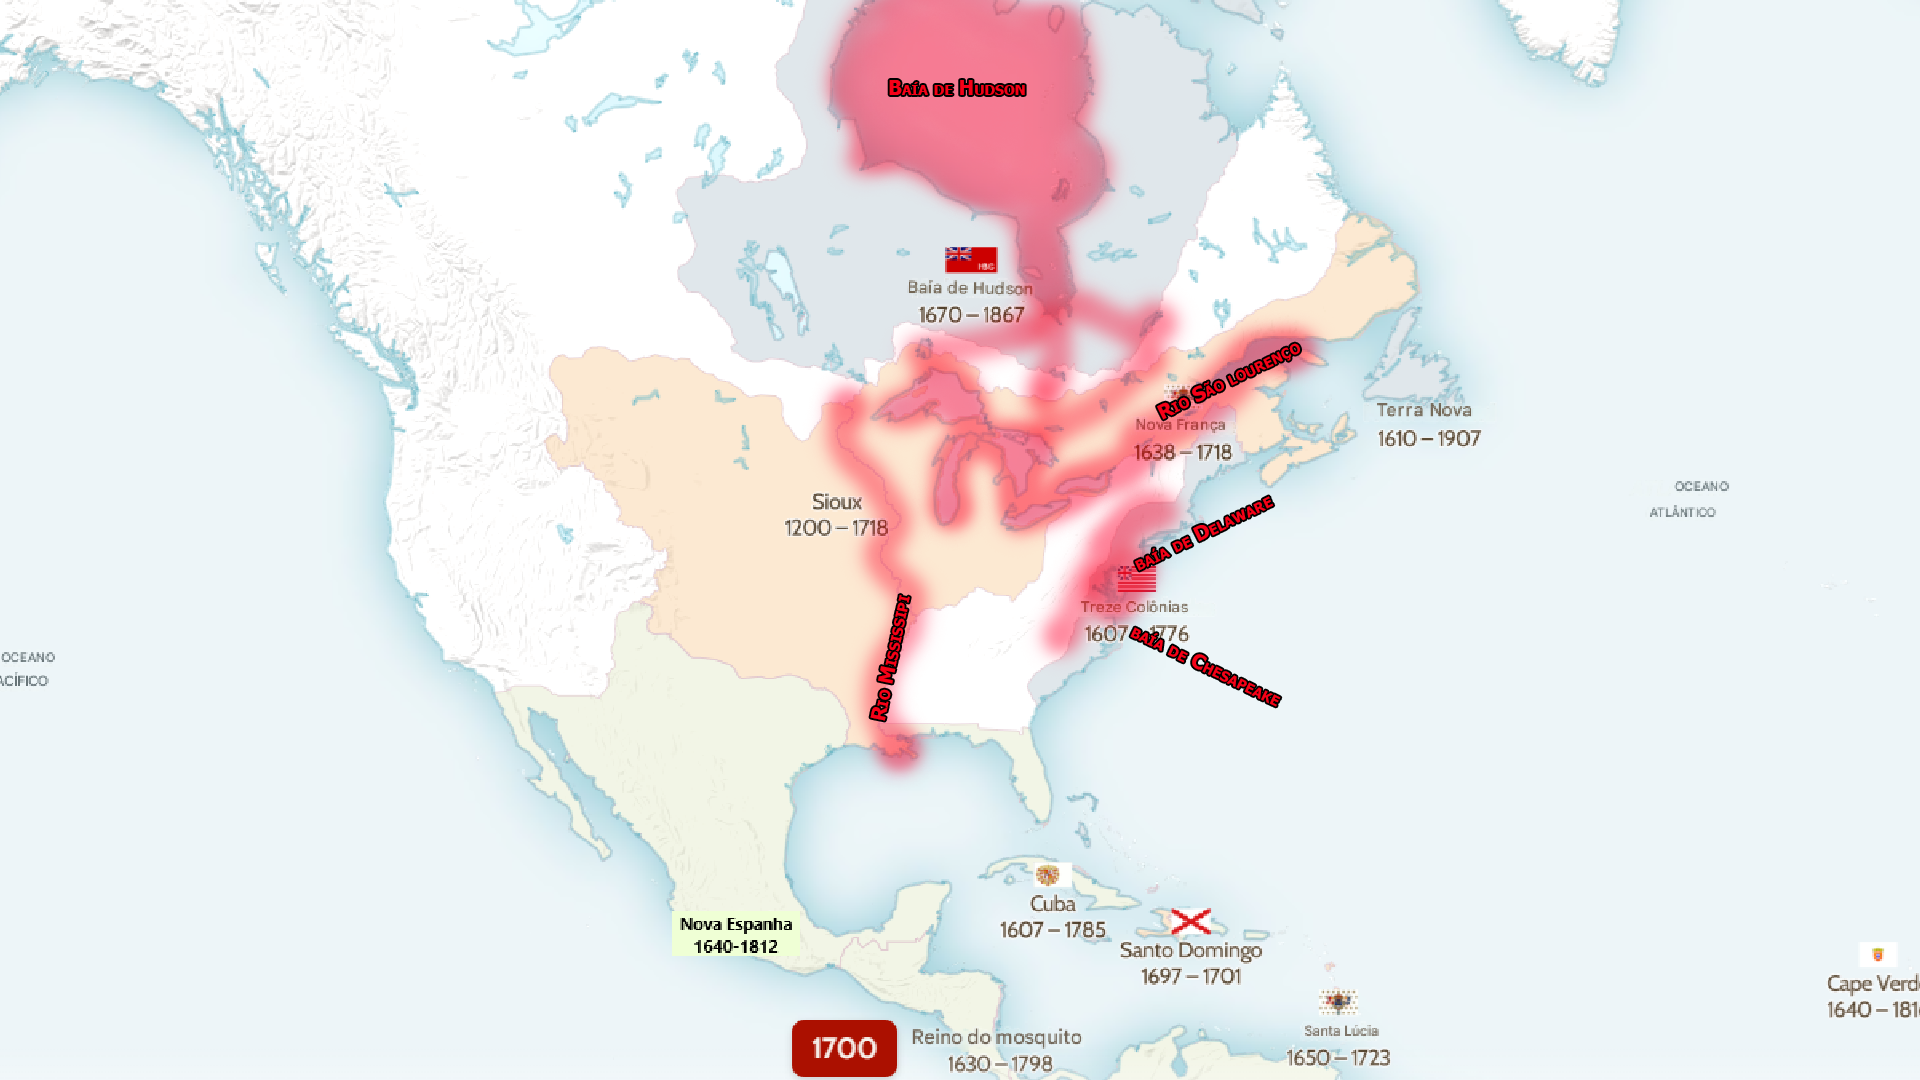 Baía de Hudson
HBC
Baía de Hudson
1670 – 1867
Rio São lourenço
Nova França
1638 – 1718
Terra Nova
1610 – 1907
Sioux
1200 – 1718
OCEANO
ATLÂNTICO
baía de Delaware
Treze Colônias
1607 – 1776
baía de Chesapeake
Rio Mississipi
OCEANO
ACÍFICO
Nova Espanha
1640-1812
Cuba
1607 – 1785
Santo Domingo
1697 – 1701
Cape Verd
1640 – 181
Santa Lúcia
1650 – 1723
1700
Reino do mosquito
1630 – 1798